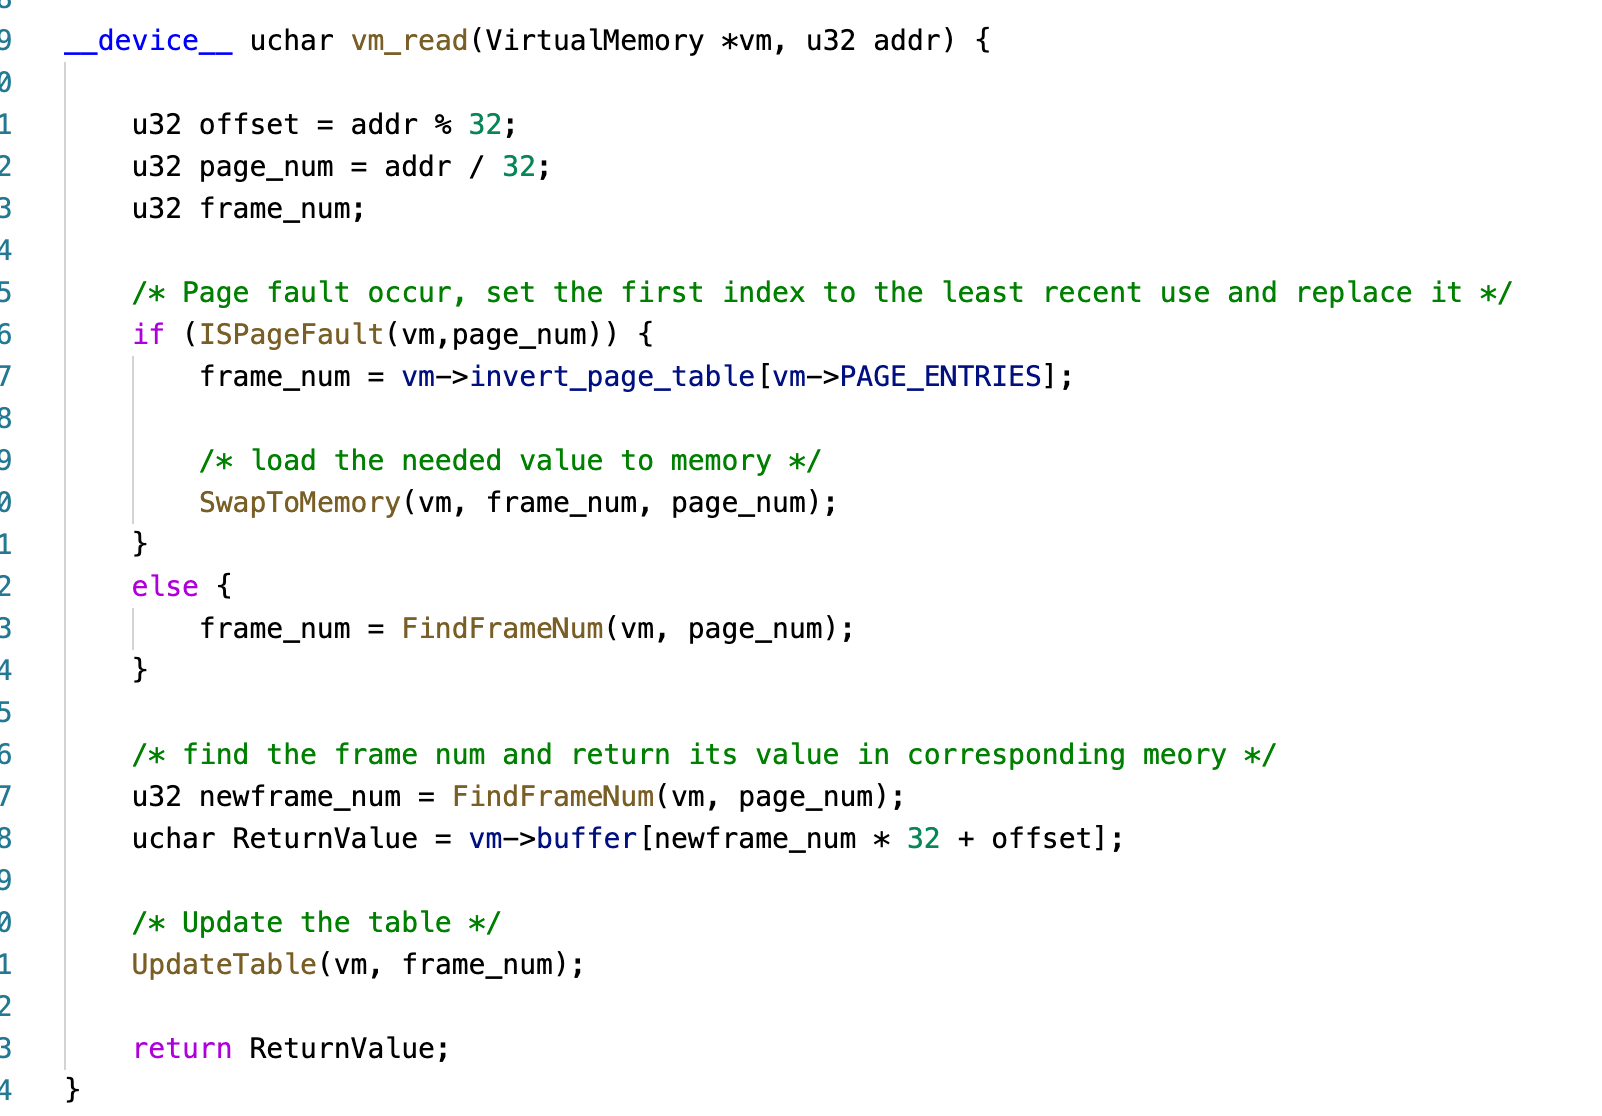 9 __device__ uchar vm_read(VirtualMemory *vm, u32 addr) {
0
1 u32 offset = addr % 32;
2 u32 page_num = addr / 32;
3 u32 frame_num;
4
5 /* Page fault occur, set the first index to the least recent use and replace it */
6 if (ISPageFault(vm,page_num)) {
7 frame_num = vm->invert_page_table[vm->PAGE_ENTRIES];
8
9 /* load the needed value to memory */
0 SwapToMemory(vm, frame_num, page_num);
1 }
2 else {
3 frame_num = FindFrameNum(vm, page_num);
4 }
5
6 /* find the frame num and return its value in corresponding meory */
7 u32 newframe_num = FindFrameNum(vm, page_num);
8 uchar ReturnValue = vm->buffer[newframe_num * 32 + offset];
9
0 /* Update the table */
1 UpdateTable(vm, frame_num);
2
3 return ReturnValue;
4 }